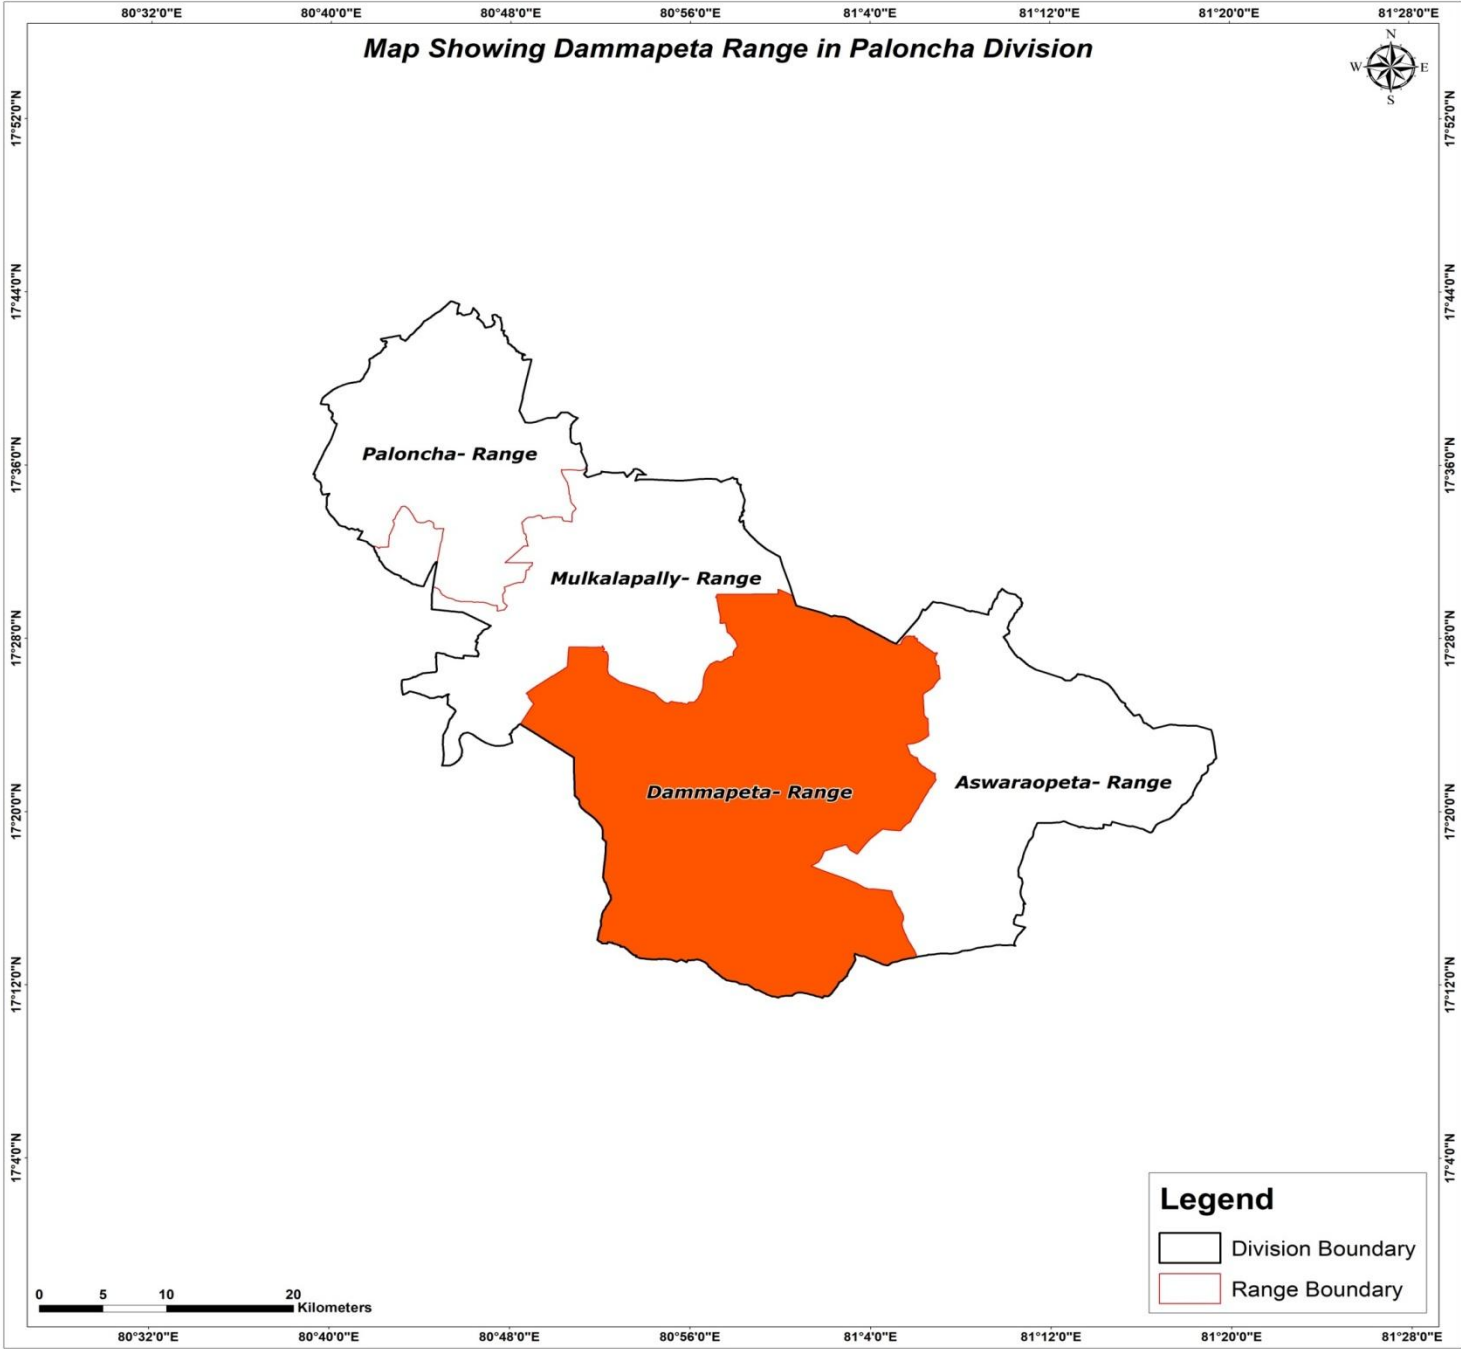 80°32'0"E 80°40'0"E 80°48'0"E 80°56'0"E 81°4'0"E 81°12'0"E 81°20'0"E 81°28'0"E
Map Showing Dammapeta Range in Paloncha Division
N
W E
S
17°52'0"N 17°52'0"N
17°44'0"N 17°44'0"N
Paloncha- Range
17°36'0"N 17°36'0"N
Mulkalapally- Range
17°28'0"N 17°28'0"N
Aswaraopeta- Range
Dammapeta- Range
17°20'0"N 17°20'0"N
17°12'0"N 17°12'0"N
17°4'0"N 17°4'0"N
Legend
Division Boundary
Range Boundary
0 5 10 20
Kilometers
80°32'0"E 80°40'0"E 80°48'0"E 80°56'0"E 81°4'0"E 81°12'0"E 81°20'0"E 81°28'0"E